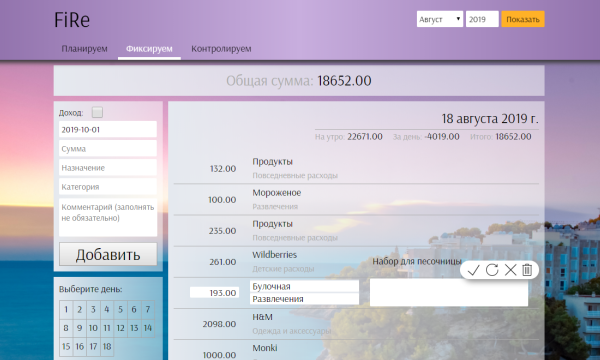 FiRe
Август
2019
Показать
Планируем
Фиксируем
Контролируем
Общая сумма: 18652.00
Доход:
2019-10-01
Сумма
Назначение
Категория
Комментарий (заполнять
не обязательно)
Добавить
Выберите день:
1 2 3 4 5 6 7
8 9 10 11 12 13 14
15 16 17 18
18 августа 2019 г.
На утро: 22671.00 За день: -4019.00 Итого: 18652.00
132.00
Продукты
Повседневные расходы
100.00
Мороженое
Развлечения
235.00
Продукты
Повседневные расходы
261.00
Wildberries
Детские расходы
Набор для песочницы
193.00
Булочная
Развлечения
2098.00
H&M
Одежда и аксессуары
1000.00
Monki